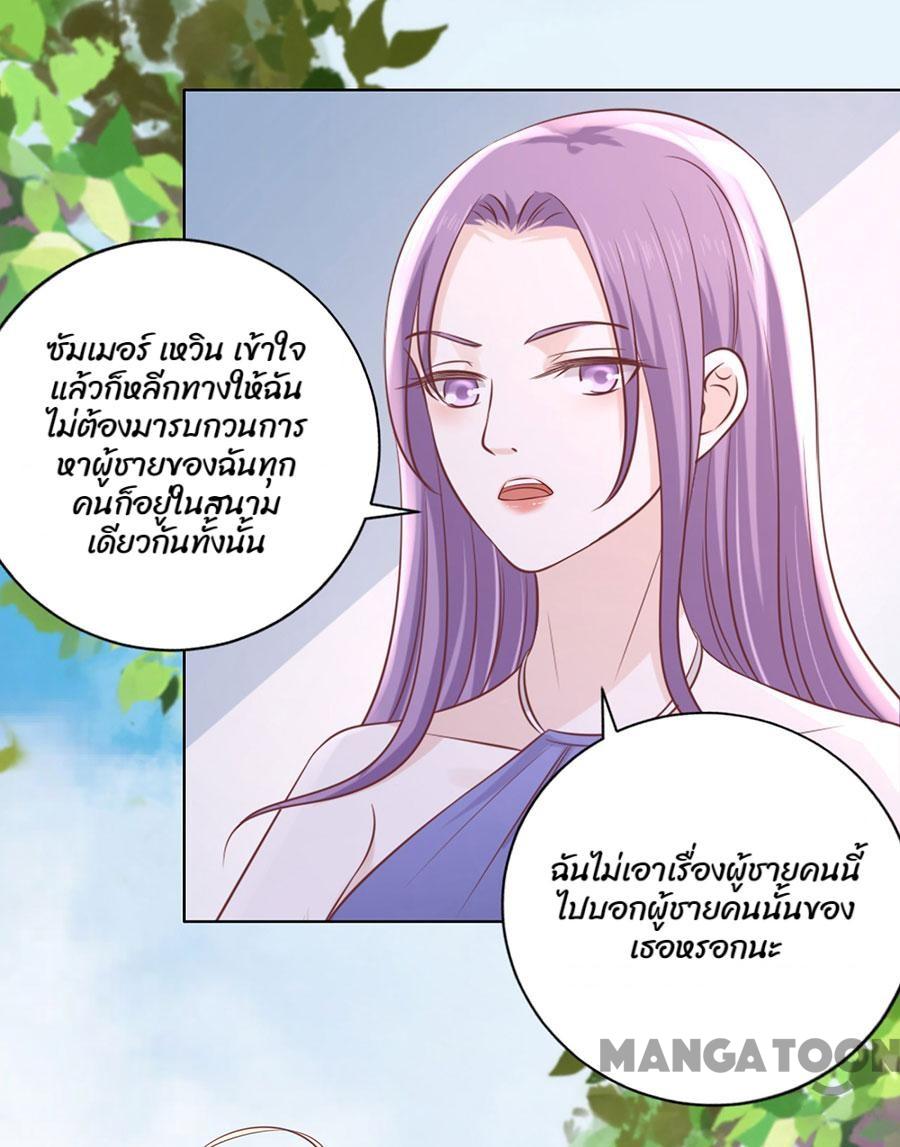 ซัมเมอร์ เหวิน เข้าใจ
แล้วก็หลีกทางให้ฉัน
ไม่ต้องมารบกวนการ
หาผู้ชายของฉันทุก
คนก็อยู่ในสนาม
เดียวกันทั้งนั้น
ฉันไม่เอาเรื่องผู้ชายคนนี้
ไปบอกผู้ชายคนนั้นของ
เธอหรอกนะ
MANGATOON